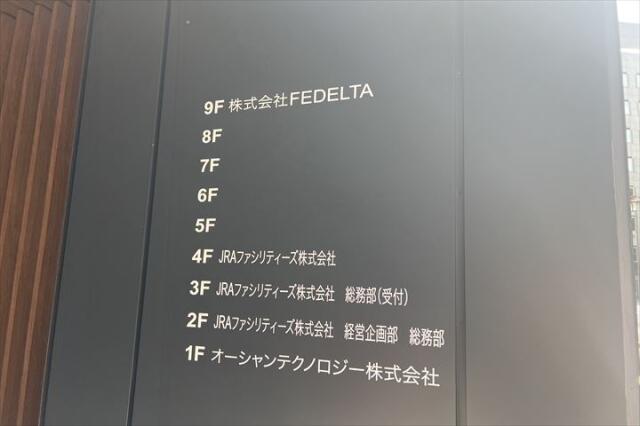 9F 株式会社FEDELTA
8F
7F
6F
5F
4F JRAファシリティーズ株式会社
3F JRAファシリティーズ株式会社 総務部(受付)
2F JRAファシリティーズ株式会社 経営企画部 総務部
1F オーシャンテクノロジー株式会社